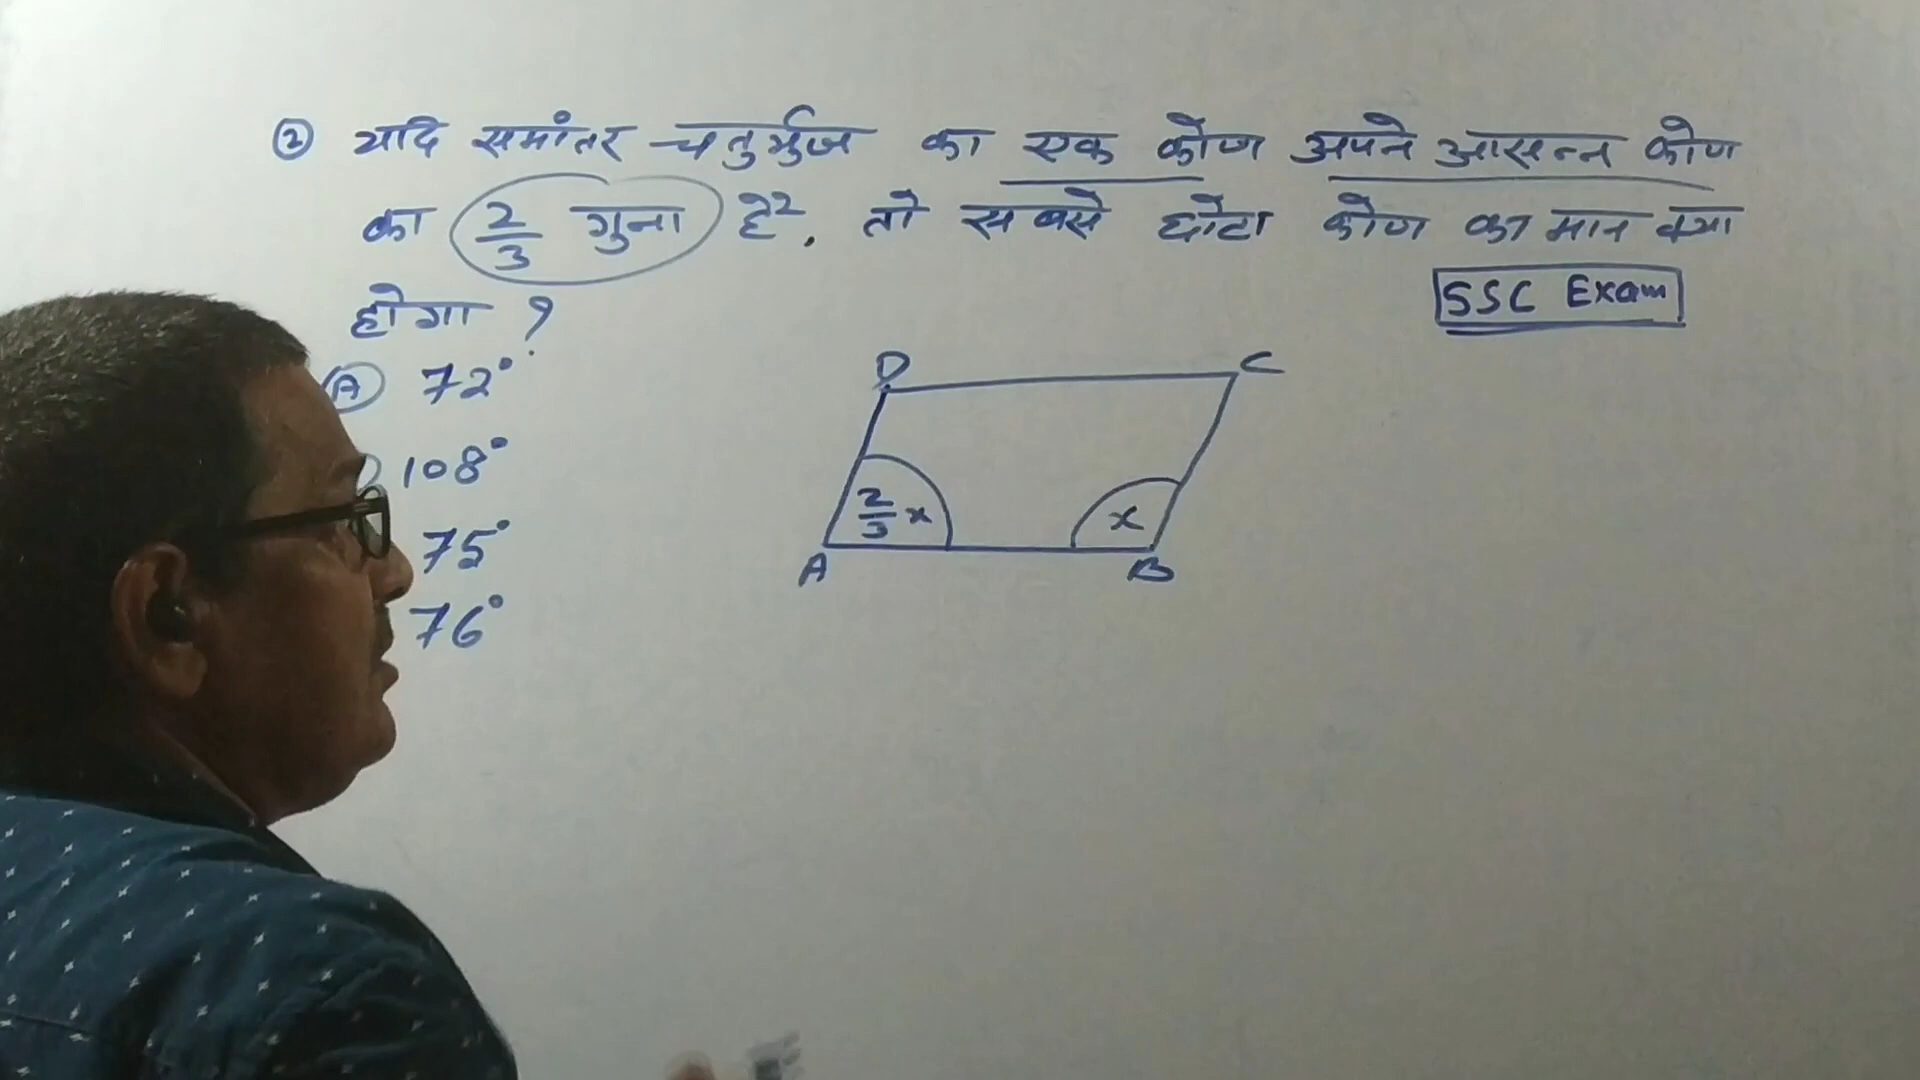 ② यदि समांतर चतुर्भुज का एक कोण अपने आसन्न कोण
का 2/3 गुना है, तो सबसे छोटा कोण का मान क्या
होगा ?
SSC Exam
(A) 72°
108°
75°
76°
D C
2/3 x x
A B